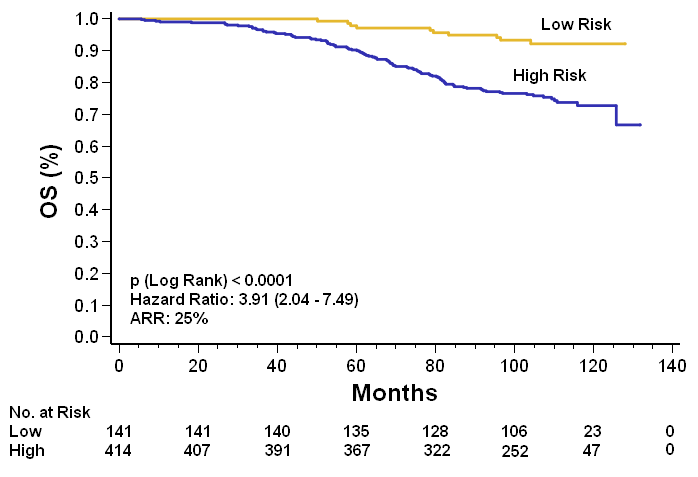 1.0
0.9
0.8
0.7
0.6
0.5
0.4
0.3
0.2
0.1
0.0
OS (%)
Low Risk
High Risk
p (Log Rank) < 0.0001
Hazard Ratio: 3.91 (2.04 - 7.49)
ARR: 25%
0 20 40 60 80 100 120 140
Months
No. at Risk
Low 141 141 140 135 128 106 23 0
High 414 407 391 367 322 252 47 0